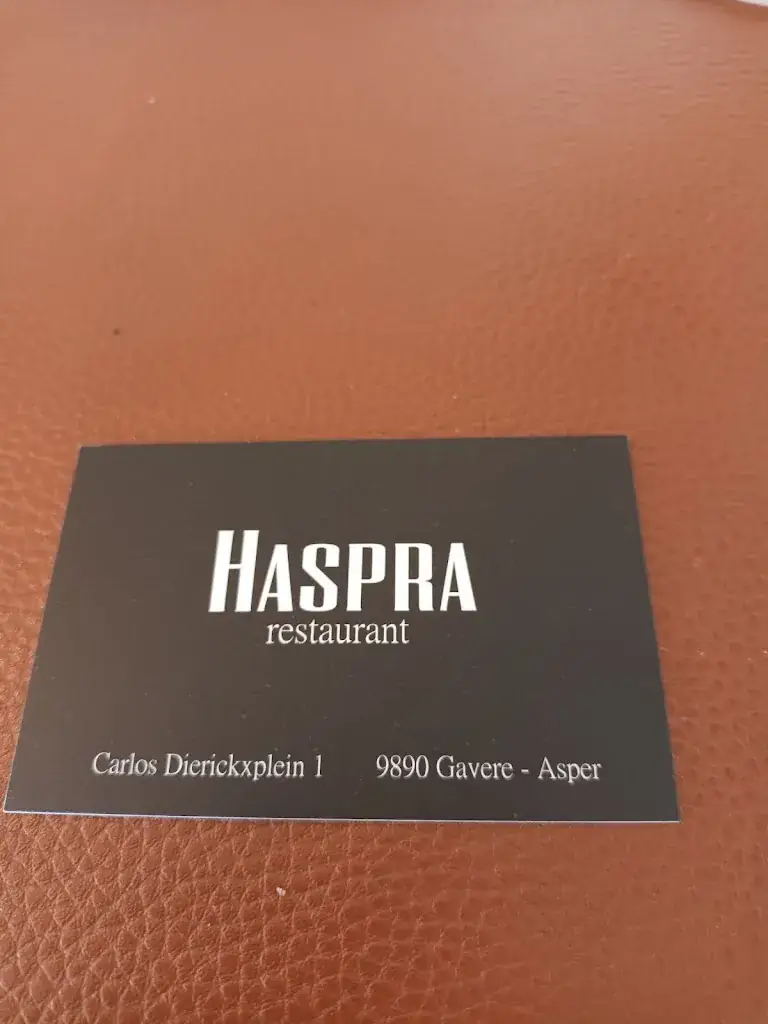 HASPRA
restaurant
Carlos Dierickxplein 1 9890 Gavere - Asper